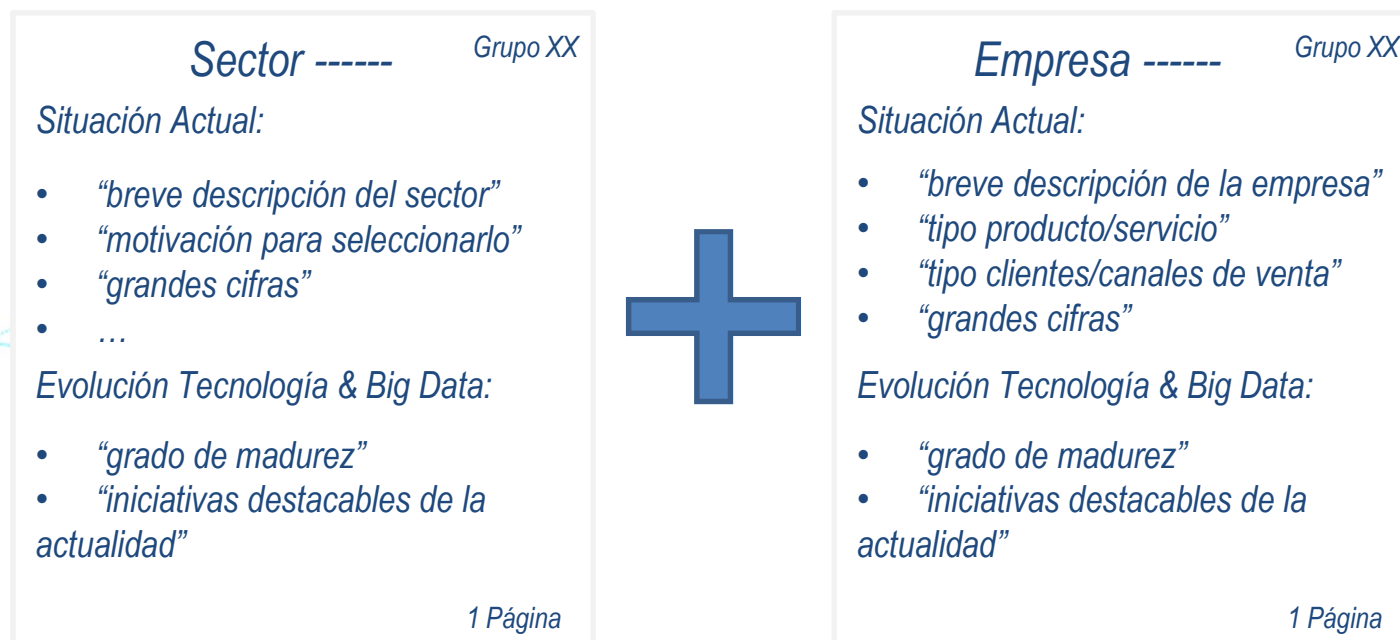 Sector ------
Grupo XX
Situación Actual:
• “breve descripción del sector”
• “motivación para seleccionarlo”
• “grandes cifras”
• …
Evolución Tecnología & Big Data:
• “grado de madurez”
• “iniciativas destacables de la
actualidad”
1 Página
Empresa ------
Grupo XX
Situación Actual:
• “breve descripción de la empresa”
• “tipo producto/servicio”
• “tipo clientes/canales de venta”
• “grandes cifras”
Evolución Tecnología & Big Data:
• “grado de madurez”
• “iniciativas destacables de la
actualidad”
1 Página